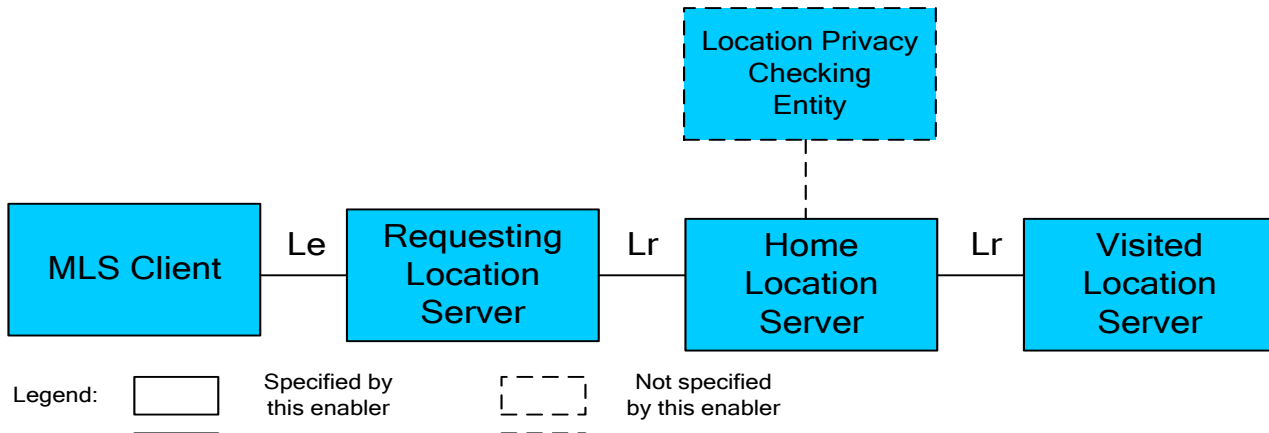 Location Privacy
Checking
Entity
MLS Client
Le
Requesting
Location
Server
Lr
Home
Location
Server
Lr
Visited
Location
Server
Legend:
Specified by
this enabler
Not specified
by this enabler